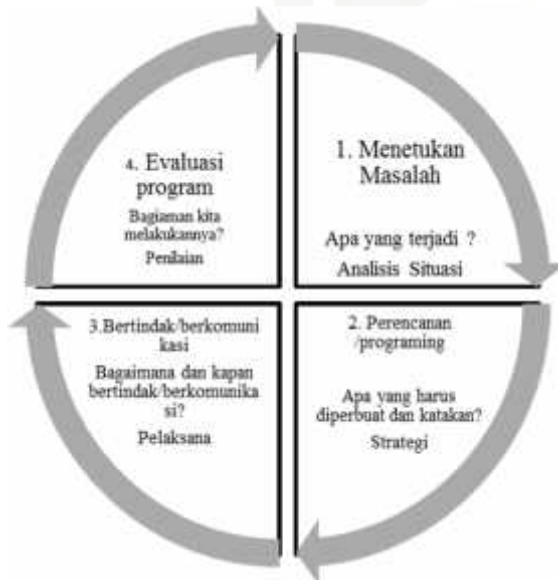 1. Menetukan
Masalah
Apa yang terjadi ?
Analisis Situasi
2. Perencanan
/programing
Apa yang harus
diperbuat dan katakan?
Strategi
3.Bertindak/berkomuni
kasi
Bagaimana dan kapan
bertindak/berkomunika
si?
Pelaksana
4. Evaluasi
program
Bagiaman kita
melakukannya?
Penilaian